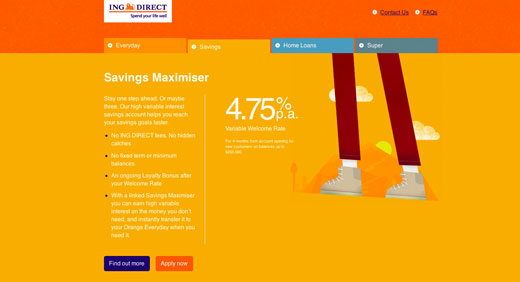 ING DIRECT
Spend your life well
Contact Us
FAQs
Everyday
Savings
Home Loans
Super
Savings Maximiser
Stay one step ahead. Or maybe
three. Our high variable interest
savings account helps you reach
your savings goals faster.
No ING DIRECT fees. No hidden
catches
No fixed term or minimum
balances
An ongoing Loyalty Bonus after
your Welcome Rate
With a linked Savings Maximiser
you can earn high variable
interest on the money you don't
need, and instantly transfer it to
your Orange Everyday when you
need it.
4.75% p.a.
Variable Welcome Rate
For 6 months from account opening for
new customers on balances up to
$250,000
Find out more
Apply now